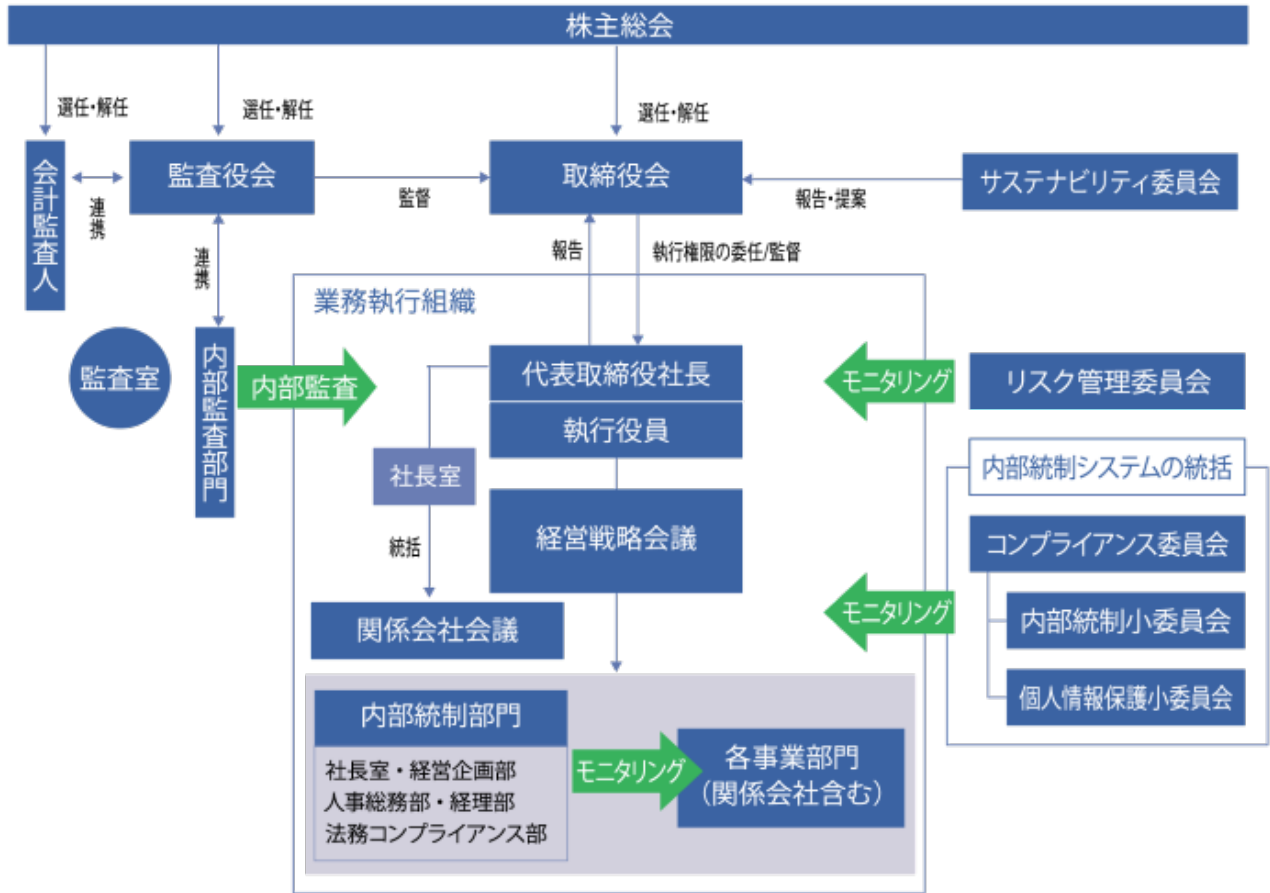 株主総会
選任・解任
選任・解任
選任・解任
会計監査人
連携
監査役会
監督
取締役会
報告・提案
サステナビリティ委員会
連携
報告
執行権限の委任/監督
業務執行組織
監査室
内部監査部門
内部監査
代表取締役社長
執行役員
モニタリング
リスク管理委員会
社長室
統括
経営戦略会議
関係会社会議
内部統制システムの統括
コンプライアンス委員会
モニタリング
内部統制小委員会
個人情報保護小委員会
内部統制部門
社長室・経営企画部
人事総務部・経理部
法務コンプライアンス部
モニタリング
各事業部門
（関係会社含む）